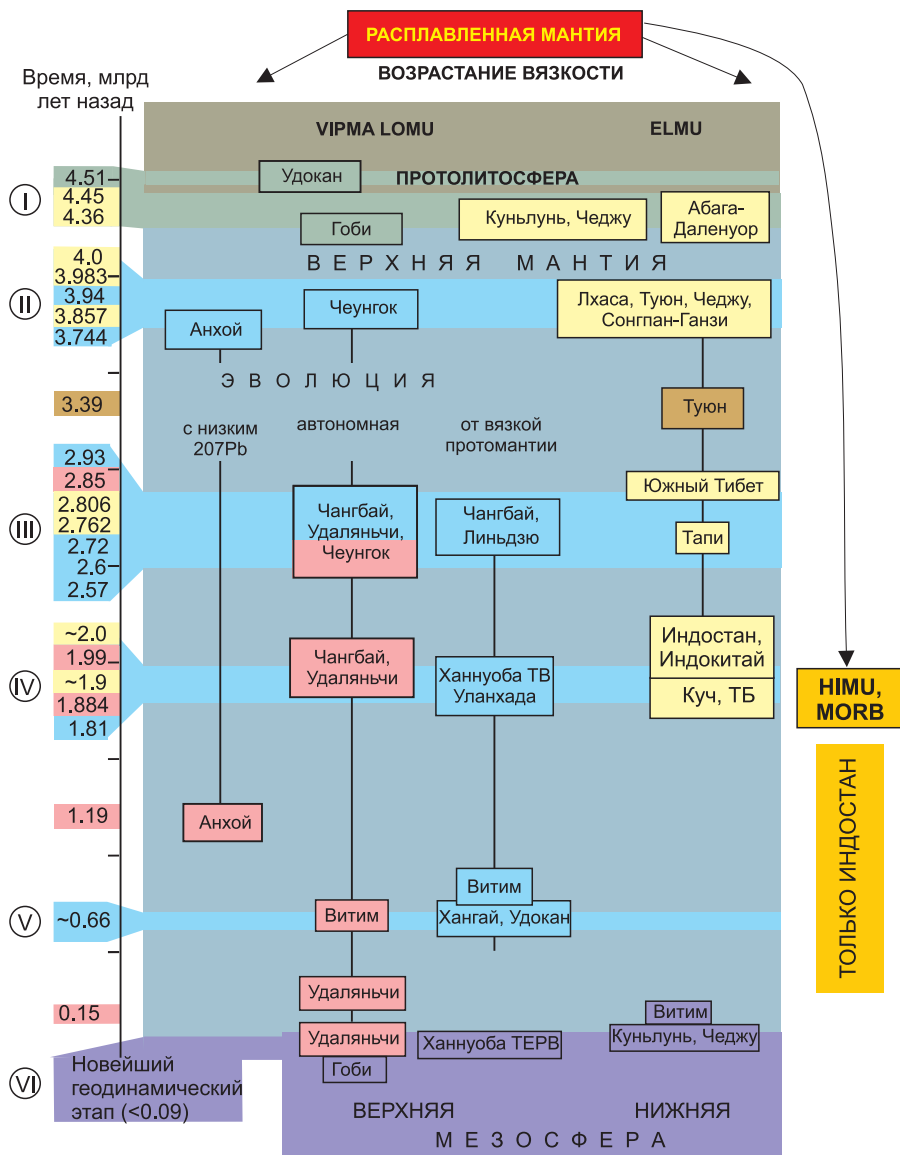 РАСПЛАВЛЕННАЯ МАНТИЯ
ВОЗРАСТАНИЕ ВЯЗКОСТИ
Время, млрд
лет назад
VIPMA LOMU
ELMU
I
4.51
4.45
4.36
Удокан
ПРОТОЛИТОСФЕРА
Гоби
Куньлунь, Чеджу
Абага-
Даленуор
ВЕРХНЯЯ МАНТИЯ
II
4.0
3.983
3.94
3.857
3.744
Анхой
Чеунгок
Лхаса, Туюн, Чеджу,
Сонгпан-Ганзи
ЭВОЛЮЦИЯ
3.39
Туюн
с низким
207Pb
автономная
от вязкой
протомантии
III
2.93
2.85
2.806
2.762
2.72
2.6
2.57
Чангбай,
Удаляньчи,
Чеунгок
Чангбай,
Линьдзю
Южный Тибет
Тапи
IV
~2.0
1.99
~1.9
1.884
1.81
Чангбай,
Удаляньчи
Ханнуоба ТВ
Уланхада
Индостан,
Индокитай
Куч, ТБ
HIMU,
MORB
ТОЛЬКО ИНДОСТАН
1.19
Анхой
V
~0.66
Витим
Витим
Хангай, Удокан
0.15
Удаляньчи
Удаляньчи
Гоби
Ханнуоба ТЕРВ
Витим
Куньлунь, Чеджу
VI
Новейший
геодинамический
этап (<0.09)
ВЕРХНЯЯ
НИЖНЯЯ
МЕЗОСФЕРА